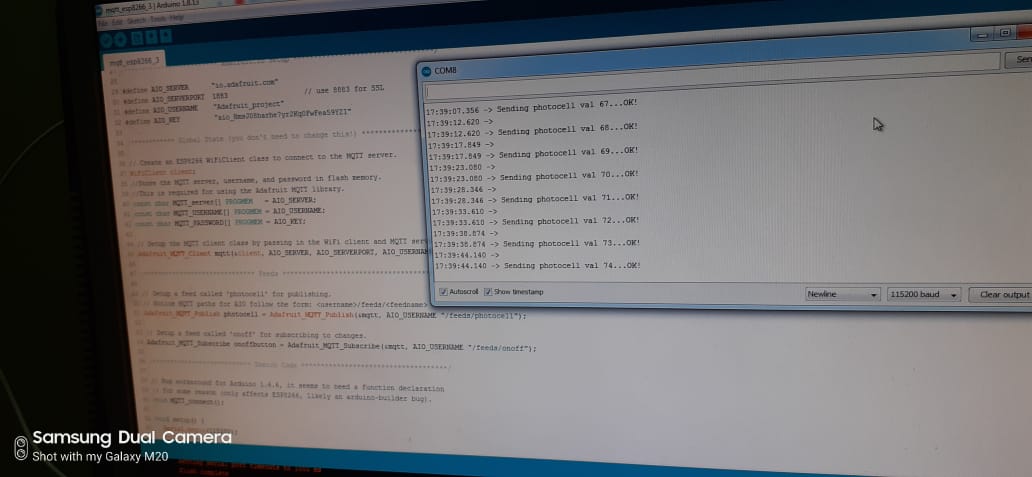 mqtt_esp8266_3 | Arduino 1.8.13
File Edit Sketch Tools Help
mqtt_esp8266_3
#define AIO_SERVER "io.adafruit.com"
#define AIO_SERVERPORT 1883 // use 8883 for SSL
#define AIO_USERNAME "Adafruit_project"
#define AIO_KEY
Global State (you don't need to change this!)
// Create an ESP8266 WiFiClient class to connect to the MQTT server.
WiFiClient client;
//Store the MQTT server, username, and password in flash memory.
//This is required for using the Adafruit MQTT library.
const char MQTT_SERVER[] PROGMEM = AIO_SERVER;
const char MQTT_USERNAME[] PROGMEM = AIO_USERNAME;
const char MQTT_PASSWORD[] PROGMEM = AIO_KEY;
// Setup the MQTT client class by passing in the WiFi client and MQTT
Adafruit_MQTT_Client mqtt(&client, AIO_SERVER, AIO_SERVERPORT,
Feeds
// Setup a feed called 'photocell' for publishing.
// Notice MQTT paths for AIO follow the form: <username>/feeds/<feedname>
Adafruit_MQTT_Publish photocell = Adafruit_MQTT_Publish(&mqtt, AIO_USERNAME "/feeds/photocell");
// Setup a feed called 'onoff' for subscribing to changes.
Adafruit_MQTT_Subscribe onoffbutton = Adafruit_MQTT_Subscribe(&mqtt, AIO_USERNAME "/feeds/onoff");
Sketch Code
// Bug workaround for Arduino 1.6.6, it seems to need a function declaration
// for some reason (only affects ESP8266, likely an arduino-builder bug).
void MQTT_connect();
void setup() {
COM8
17:39:07.356 -> Sending photocell val 67...OK!
17:39:12.620 ->
17:39:12.620 -> Sending photocell val 68...OK!
17:39:17.849 ->
17:39:17.849 -> Sending photocell val 69...OK!
17:39:23.080 ->
17:39:23.080 -> Sending photocell val 70...OK!
17:39:28.346 ->
17:39:28.346 -> Sending photocell val 71...OK!
17:39:33.610 ->
17:39:33.610 -> Sending photocell val 72...OK!
17:39:38.874 ->
17:39:38.874 -> Sending photocell val 73...OK!
17:39:44.140 ->
17:39:44.140 -> Sending photocell val 74...OK!
Autoscroll Show timestamp Newline 115200 baud Clear output
Samsung Dual Camera
Shot with my Galaxy M20